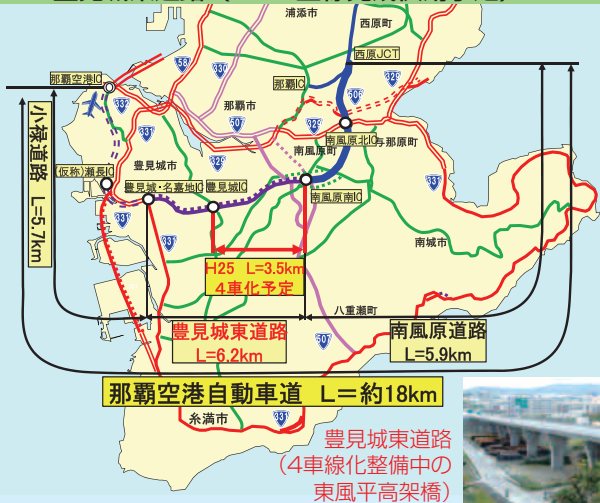 浦添市
西原町
西原JCT
58
330
329
那覇IC
506
那覇空港IC
332
那覇市
507
331
329
南風原北IC
与那原町
南風原町
小禄道路 L=5.7km
豊見城市
329
331
(仮称)瀬長IC
豊見城・名嘉地IC
豊見城IC
南風原南IC
331
331
南城市
H25 L=3.5km
4車化予定
八重瀬町
豊見城東道路
L=6.2km
507
南風原道路
L=5.9km
那覇空港自動車道 L=約18km
糸満市
331
豊見城東道路
(4車線化整備中の
東風平高架橋)